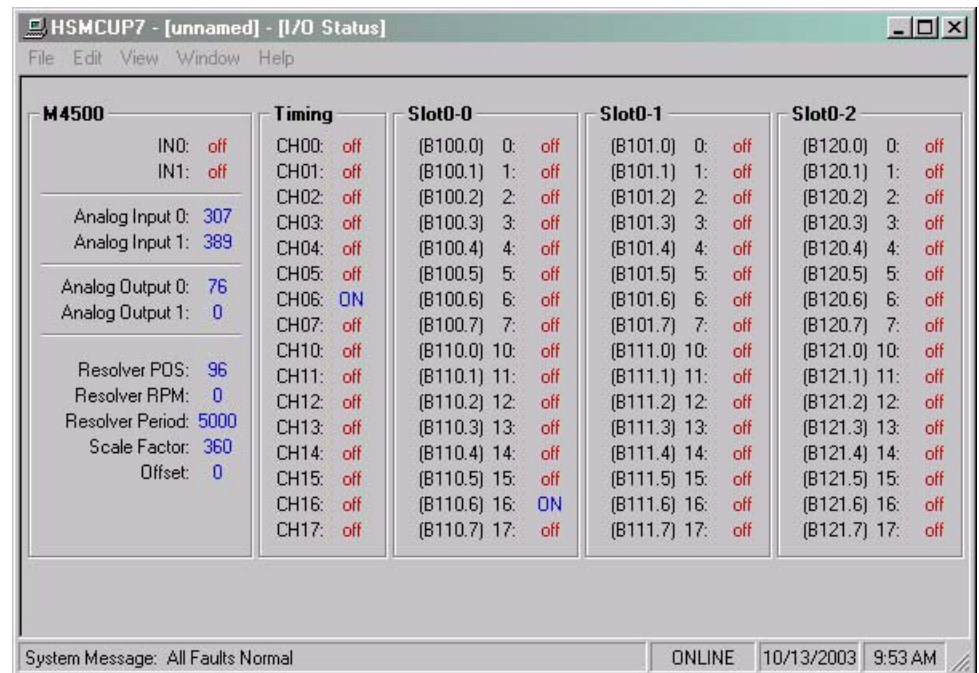 HSMCUP7 - [unnamed] - [I/O Status]
File Edit View Window Help
M4500
IN0: off
IN1: off
Analog Input 0: 307
Analog Input 1: 389
Analog Output 0: 76
Analog Output 1: 0
Resolver POS: 96
Resolver RPM: 0
Resolver Period: 5000
Scale Factor: 360
Offset: 0
Timing
CH00: off
CH01: off
CH02: off
CH03: off
CH04: off
CH05: off
CH06: ON
CH07: off
CH10: off
CH11: off
CH12: off
CH13: off
CH14: off
CH15: off
CH16: off
CH17: off
Slot0-0
(B100.0) 0: off
(B100.1) 1: off
(B100.2) 2: off
(B100.3) 3: off
(B100.4) 4: off
(B100.5) 5: off
(B100.6) 6: off
(B100.7) 7: off
(B110.0) 10: off
(B110.1) 11: off
(B110.2) 12: off
(B110.3) 13: off
(B110.4) 14: off
(B110.5) 15: off
(B110.6) 16: ON
(B110.7) 17: off
Slot0-1
(B101.0) 0: off
(B101.1) 1: off
(B101.2) 2: off
(B101.3) 3: off
(B101.4) 4: off
(B101.5) 5: off
(B101.6) 6: off
(B101.7) 7: off
(B111.0) 10: off
(B111.1) 11: off
(B111.2) 12: off
(B111.3) 13: off
(B111.4) 14: off
(B111.5) 15: off
(B111.6) 16: off
(B111.7) 17: off
Slot0-2
(B120.0) 0: off
(B120.1) 1: off
(B120.2) 2: off
(B120.3) 3: off
(B120.4) 4: off
(B120.5) 5: off
(B120.6) 6: off
(B120.7) 7: off
(B121.0) 10: off
(B121.1) 11: off
(B121.2) 12: off
(B121.3) 13: off
(B121.4) 14: off
(B121.5) 15: off
(B121.6) 16: off
(B121.7) 17: off
System Message: All Faults Normal
ONLINE
10/13/2003
9:53 AM